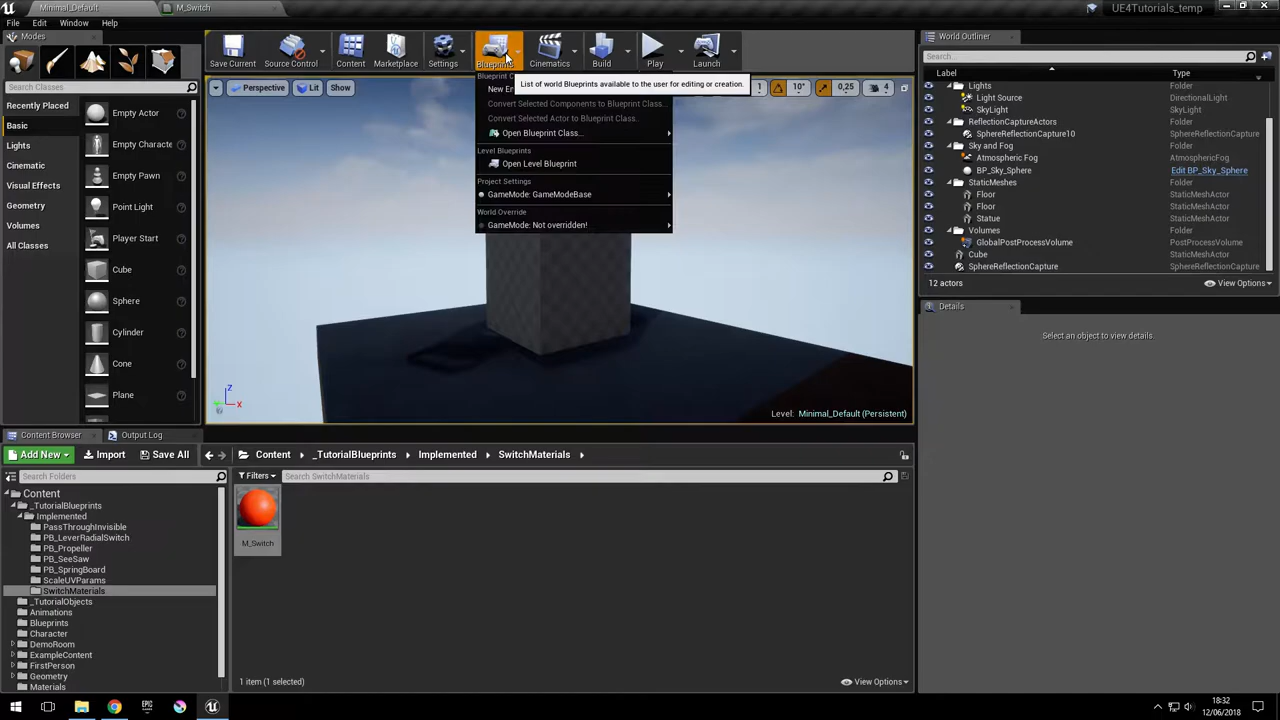 Minimal_Default
M_Switch
UE4Tutorials_temp
File Edit Window Help
Modes
Search Classes
Recently Placed
Basic
Lights
Cinematic
Visual Effects
Geometry
Volumes
All Classes
Empty Actor
Empty Characte
Empty Pawn
Point Light
Player Start
Cube
Sphere
Cylinder
Cone
Plane
Save Current
Source Control
Content
Marketplace
Settings
Blueprints
Cinematics
Build
Play
Launch
Perspective
Lit
Show
1
10°
0,25
4
Blueprint C
List of world Blueprints available to the user for editing or creation.
New Em
Convert Selected Components to Blueprint Class...
Convert Selected Actor to Blueprint Class...
Open Blueprint Class...
Level Blueprints
Open Level Blueprint
Project Settings
GameMode: GameModeBase
World Override
GameMode: Not overridden!
Z
X
Level: Minimal_Default (Persistent)
World Outliner
Search...
Label Type
Lights Folder
Light Source DirectionalLight
SkyLight SkyLight
ReflectionCaptureActors Folder
SphereReflectionCapture10 SphereReflectionCapture
Sky and Fog Folder
Atmospheric Fog AtmosphericFog
BP_Sky_Sphere Edit BP_Sky_Sphere
StaticMeshes Folder
Floor StaticMeshActor
Floor StaticMeshActor
Statue StaticMeshActor
Volumes Folder
GlobalPostProcessVolume PostProcessVolume
Cube StaticMeshActor
SphereReflectionCapture SphereReflectionCapture
12 actors
View Options
Details
Select an object to view details.
Content Browser
Output Log
Add New
Import
Save All
Content
_TutorialBlueprints
Implemented
SwitchMaterials
Search Folders
Filters
Search SwitchMaterials
Content
_TutorialBlueprints
Implemented
PassThroughInvisible
PB_LeverRadialSwitch
PB_Propeller
PB_SeeSaw
PB_SpringBoard
ScaleUVParams
SwitchMaterials
_TutorialObjects
Animations
Blueprints
Character
DemoRoom
ExampleContent
FirstPerson
Geometry
Materials
M_Switch
1 item (1 selected)
View Options
EPIC
18:32
12/06/2018